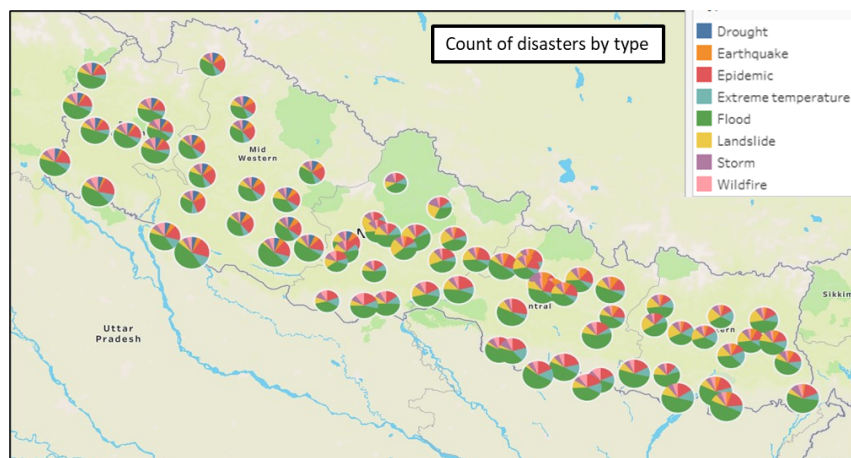 Count of disasters by type
Drought
Earthquake
Epidemic
Extreme temperature
Flood
Landslide
Storm
Wildfire
Mid
Western
Uttar
Pradesh
Sikkim